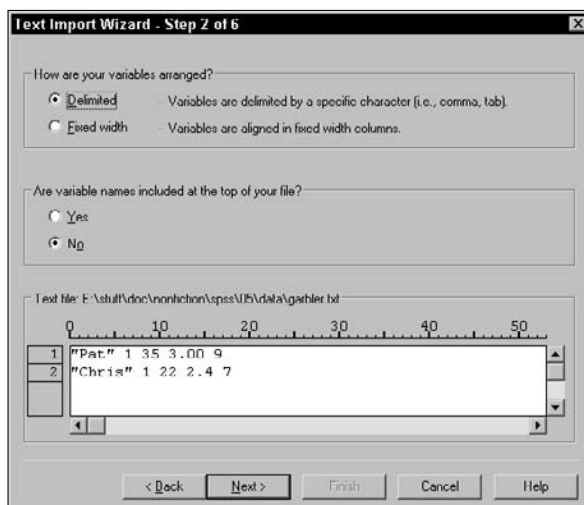 Text Import Wizard - Step 2 of 6
How are your variables arranged?
Delimited - Variables are delimited by a specific character (i.e., comma, tab).
Fixed width - Variables are aligned in fixed width columns.
Are variable names included at the top of your file?
Yes
No
Text file: E:\stuff\doc\nonfiction\spss\05\data\garbler.txt
0 10 20 30 40 50
1 "Pat" 1 35 3.00 9
2 "Chris" 1 22 2.4 7
< Back Next > Finish Cancel Help